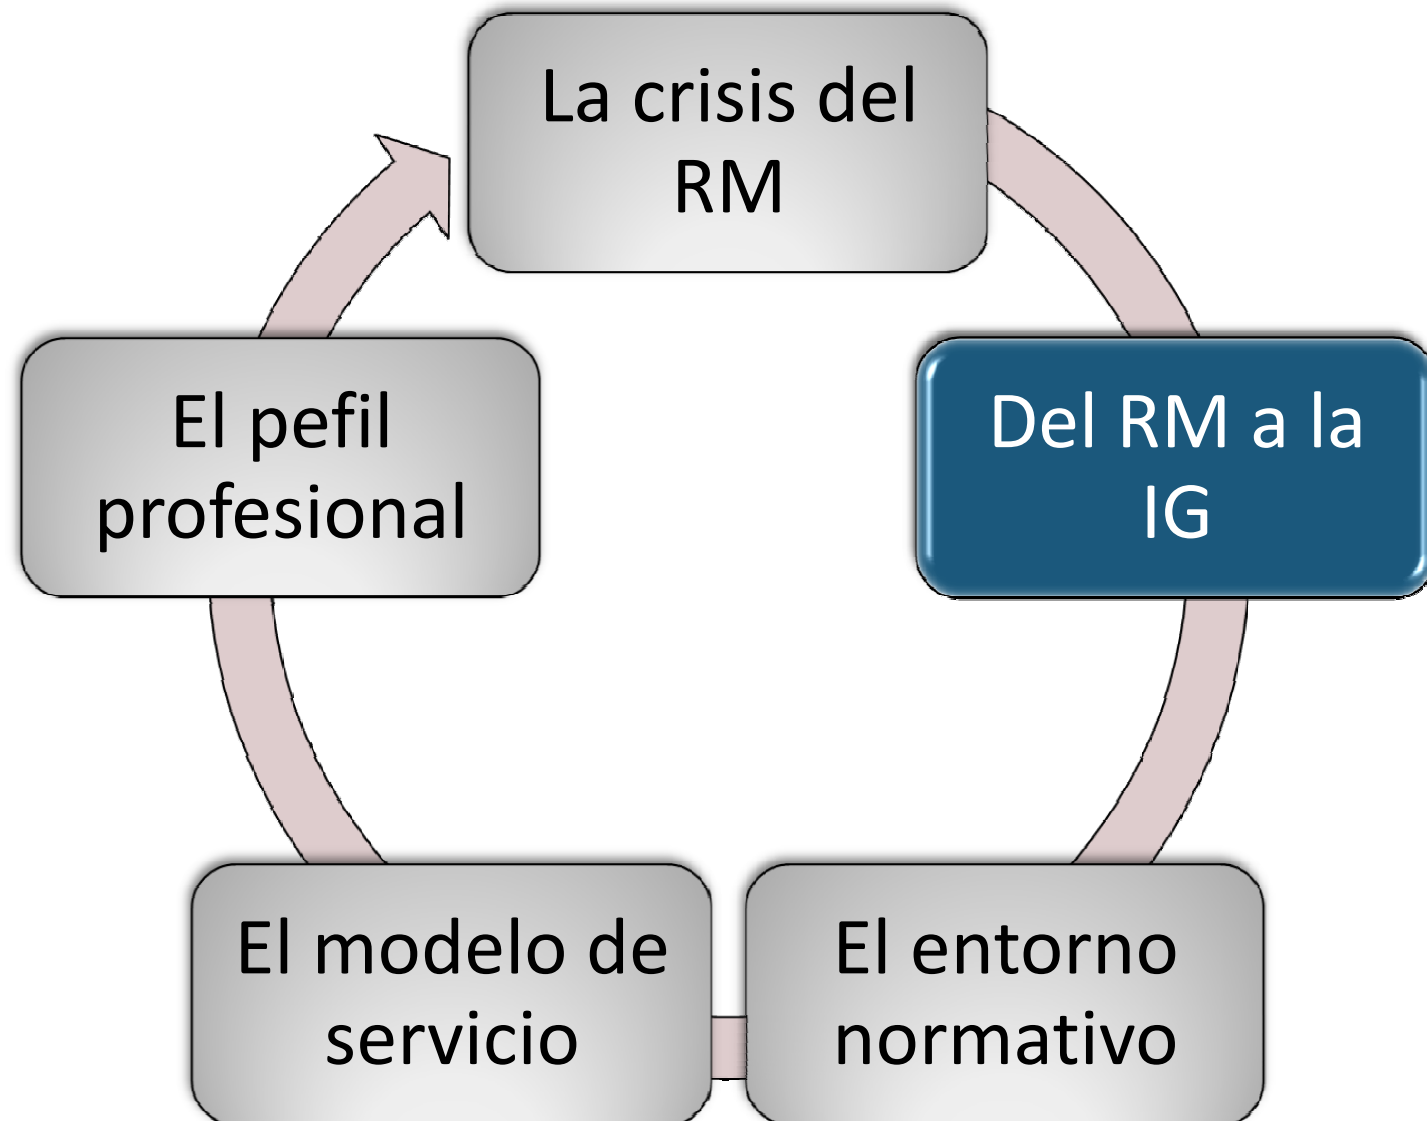 La crisis del
RM
Del RM a la
IG
El entorno
normativo
El modelo de
servicio
El pefil
profesional